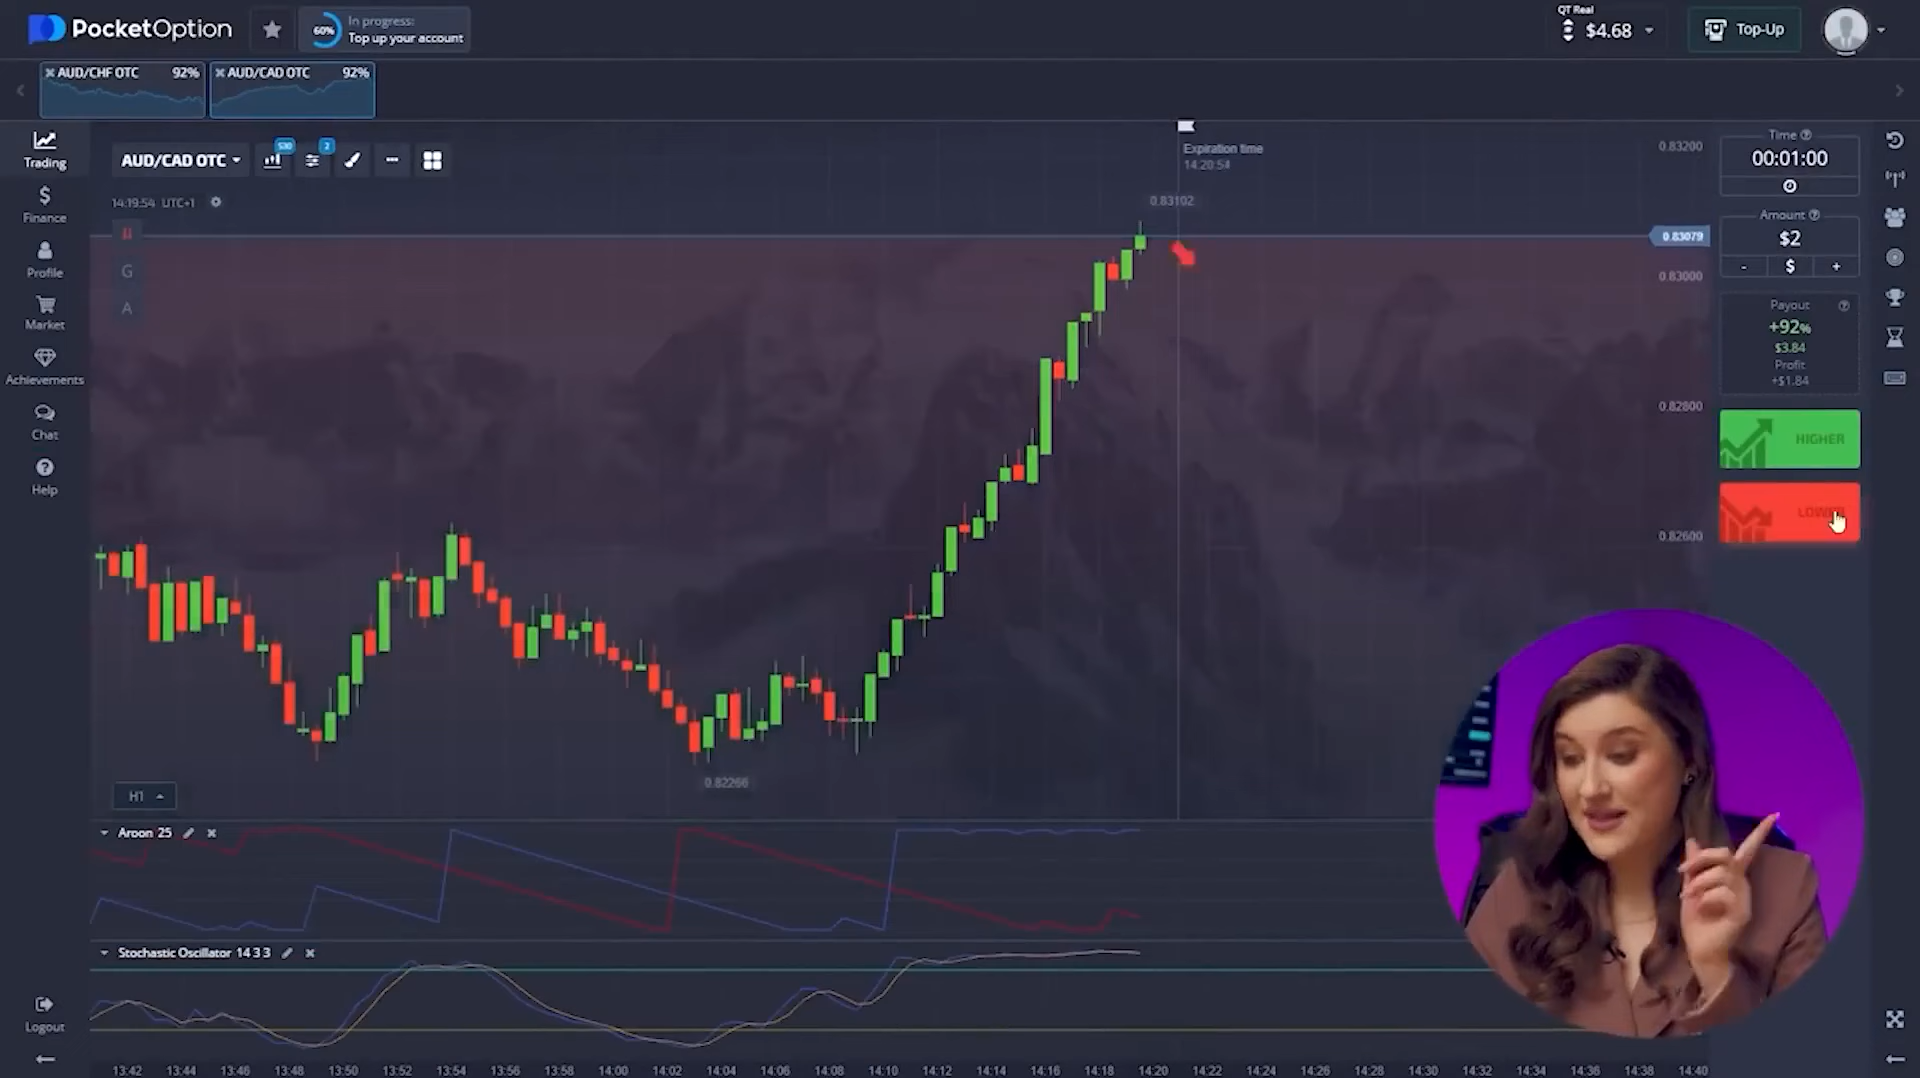 PocketOption
60%
In progress:
Top up your account
QT Real
$4.68
Top-Up
AUD/CHF OTC 92%
AUD/CAD OTC 92%
Trading
Finance
Profile
Market
Achievements
Chat
Help
Logout
AUD/CAD OTC
530
2
14:19:54 UTC+1
G
A
Expiration time
14:20:54
0.83102
0.82266
0.83200
0.83079
0.83000
0.82800
0.82600
Time
00:01:00
Amount
$2
- $ +
Payout
+92%
$3.84
Profit
+$1.84
HIGHER
H1
Aroon 25
Stochastic Oscillator 14 3 3
13:42 13:44 13:46 13:48 13:50 13:52 13:54 13:56 13:58 14:00 14:02 14:04 14:06 14:08 14:10 14:12 14:14 14:16 14:18 14:20 14:22 14:24 14:26 14:28 14:30 14:32 14:34 14:36 14:38 14:40